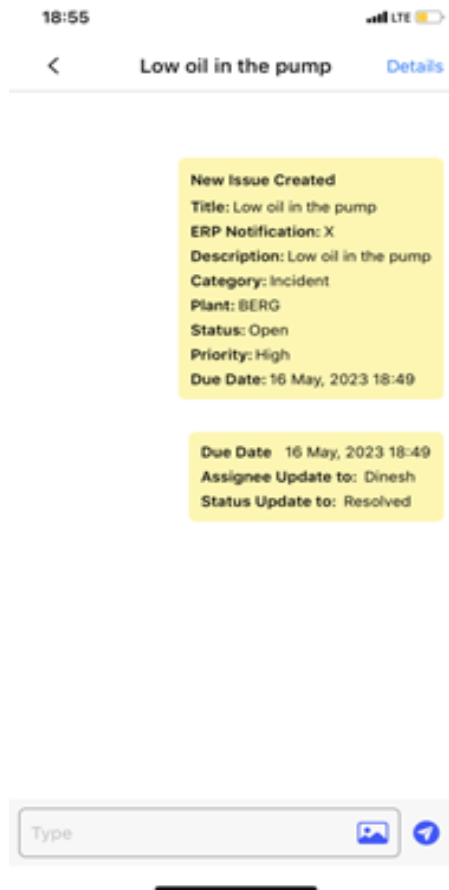 18:55
LTE
Low oil in the pump
Details
New Issue Created
Title: Low oil in the pump
ERP Notification: X
Description: Low oil in the pump
Category: Incident
Plant: BERG
Status: Open
Priority: High
Due Date: 16 May, 2023 18:49
Due Date 16 May, 2023 18:49
Assignee Update to: Dinesh
Status Update to: Resolved
Type